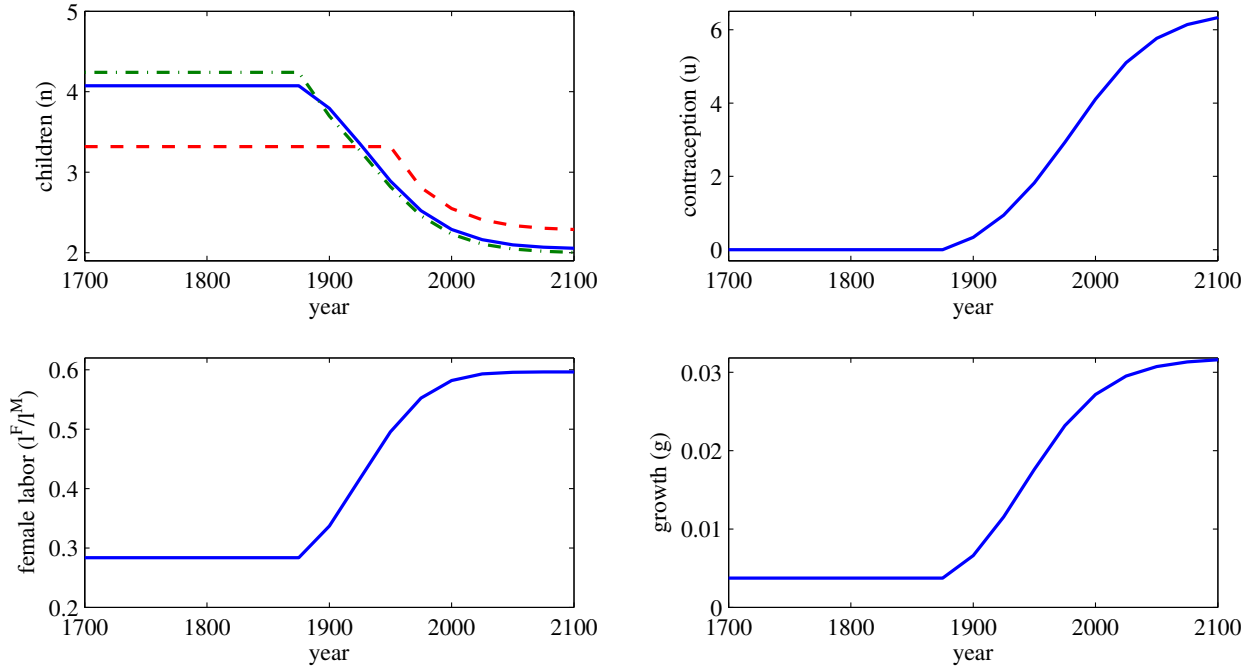 5
4
3
2
children (n)
1700 1800 1900 2000 2100
year
6
4
2
0
contraception (u)
1700 1800 1900 2000 2100
year
0.6
0.5
0.4
0.3
0.2
female labor (l^F/l^M)
1700 1800 1900 2000 2100
year
0.03
0.02
0.01
0
growth (g)
1700 1800 1900 2000 2100
year